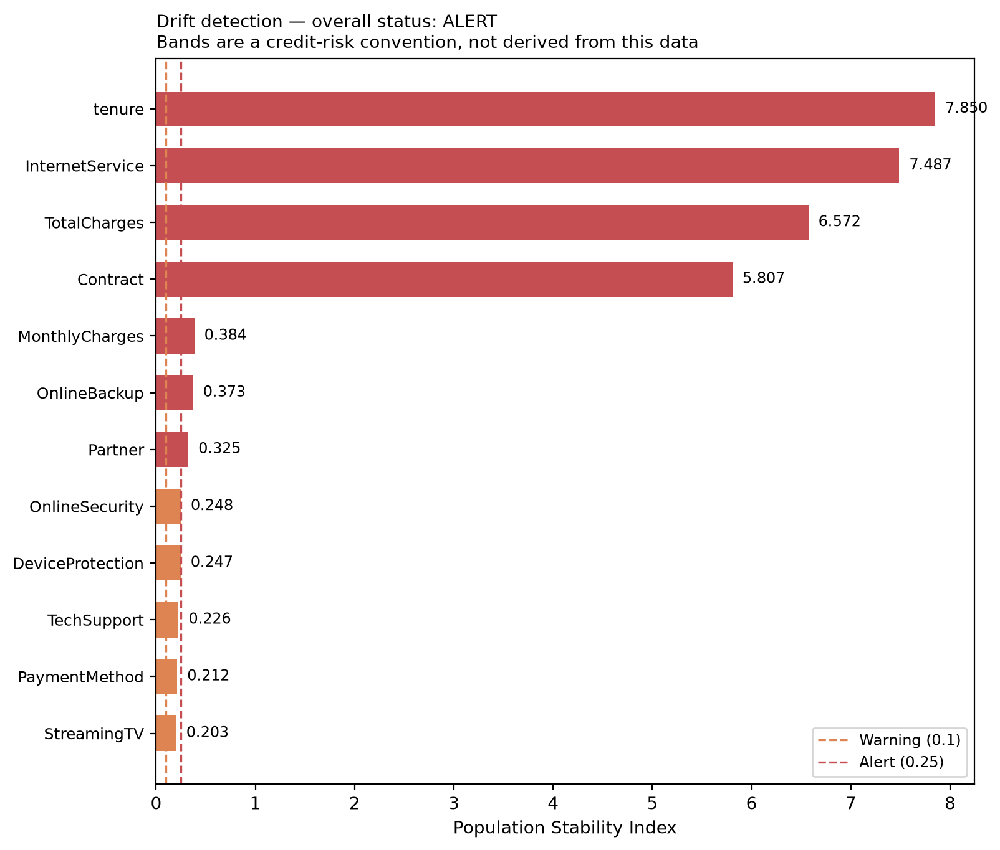 Drift detection — overall status: ALERT
Bands are a credit-risk convention, not derived from this data
tenure 7.850
InternetService 7.487
TotalCharges 6.572
Contract 5.807
MonthlyCharges 0.384
OnlineBackup 0.373
Partner 0.325
OnlineSecurity 0.248
DeviceProtection 0.247
TechSupport 0.226
PaymentMethod 0.212
StreamingTV 0.203
Warning (0.1)
Alert (0.25)
0 1 2 3 4 5 6 7 8
Population Stability Index